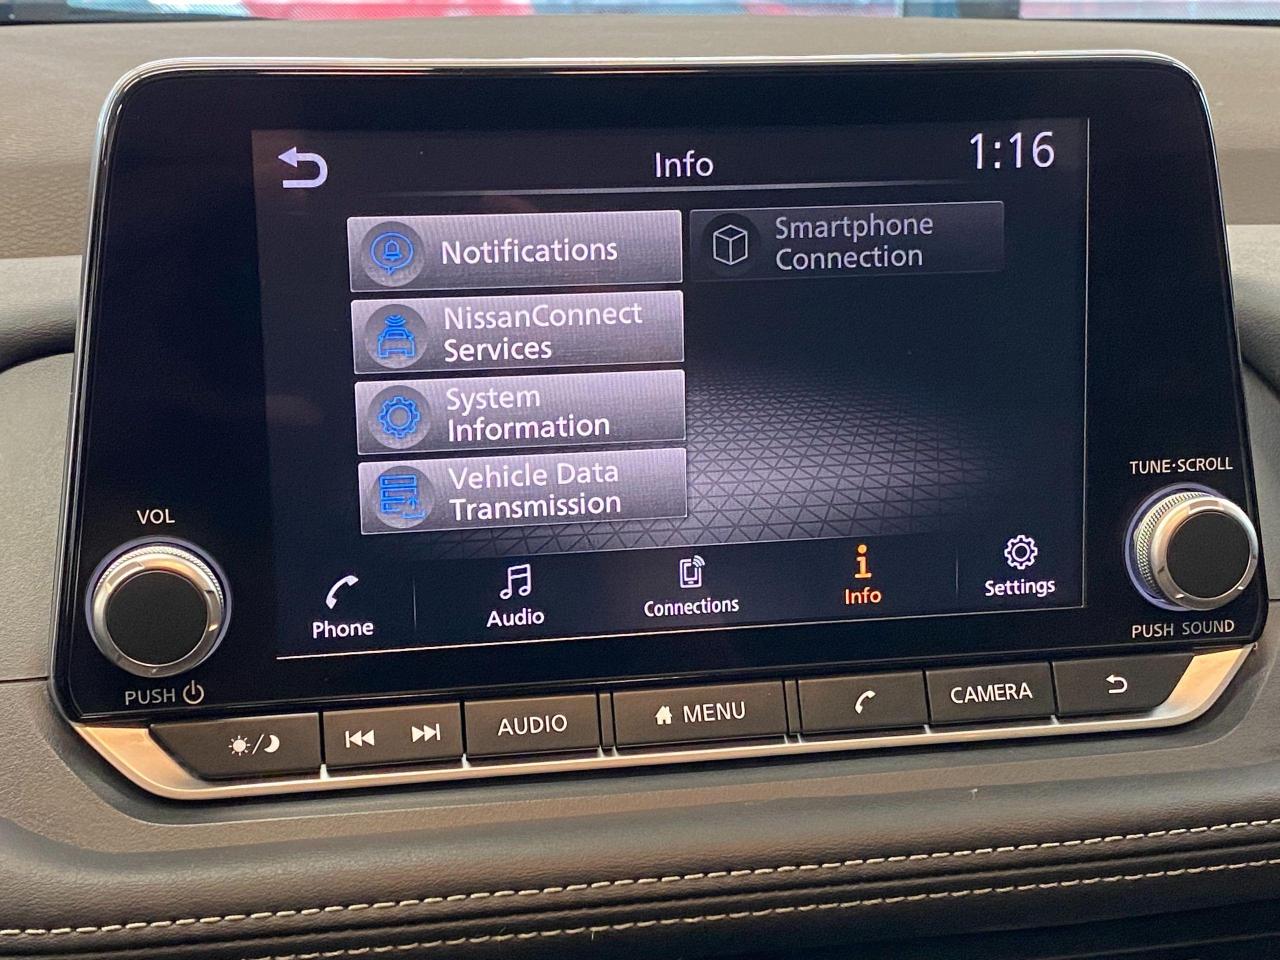 Info
1:16
Notifications
Smartphone
Connection
NissanConnect
Services
System
Information
Vehicle Data
Transmission
Phone
Audio
Connections
Info
Settings
VOL
PUSH
TUNE·SCROLL
PUSH SOUND
AUDIO
MENU
CAMERA